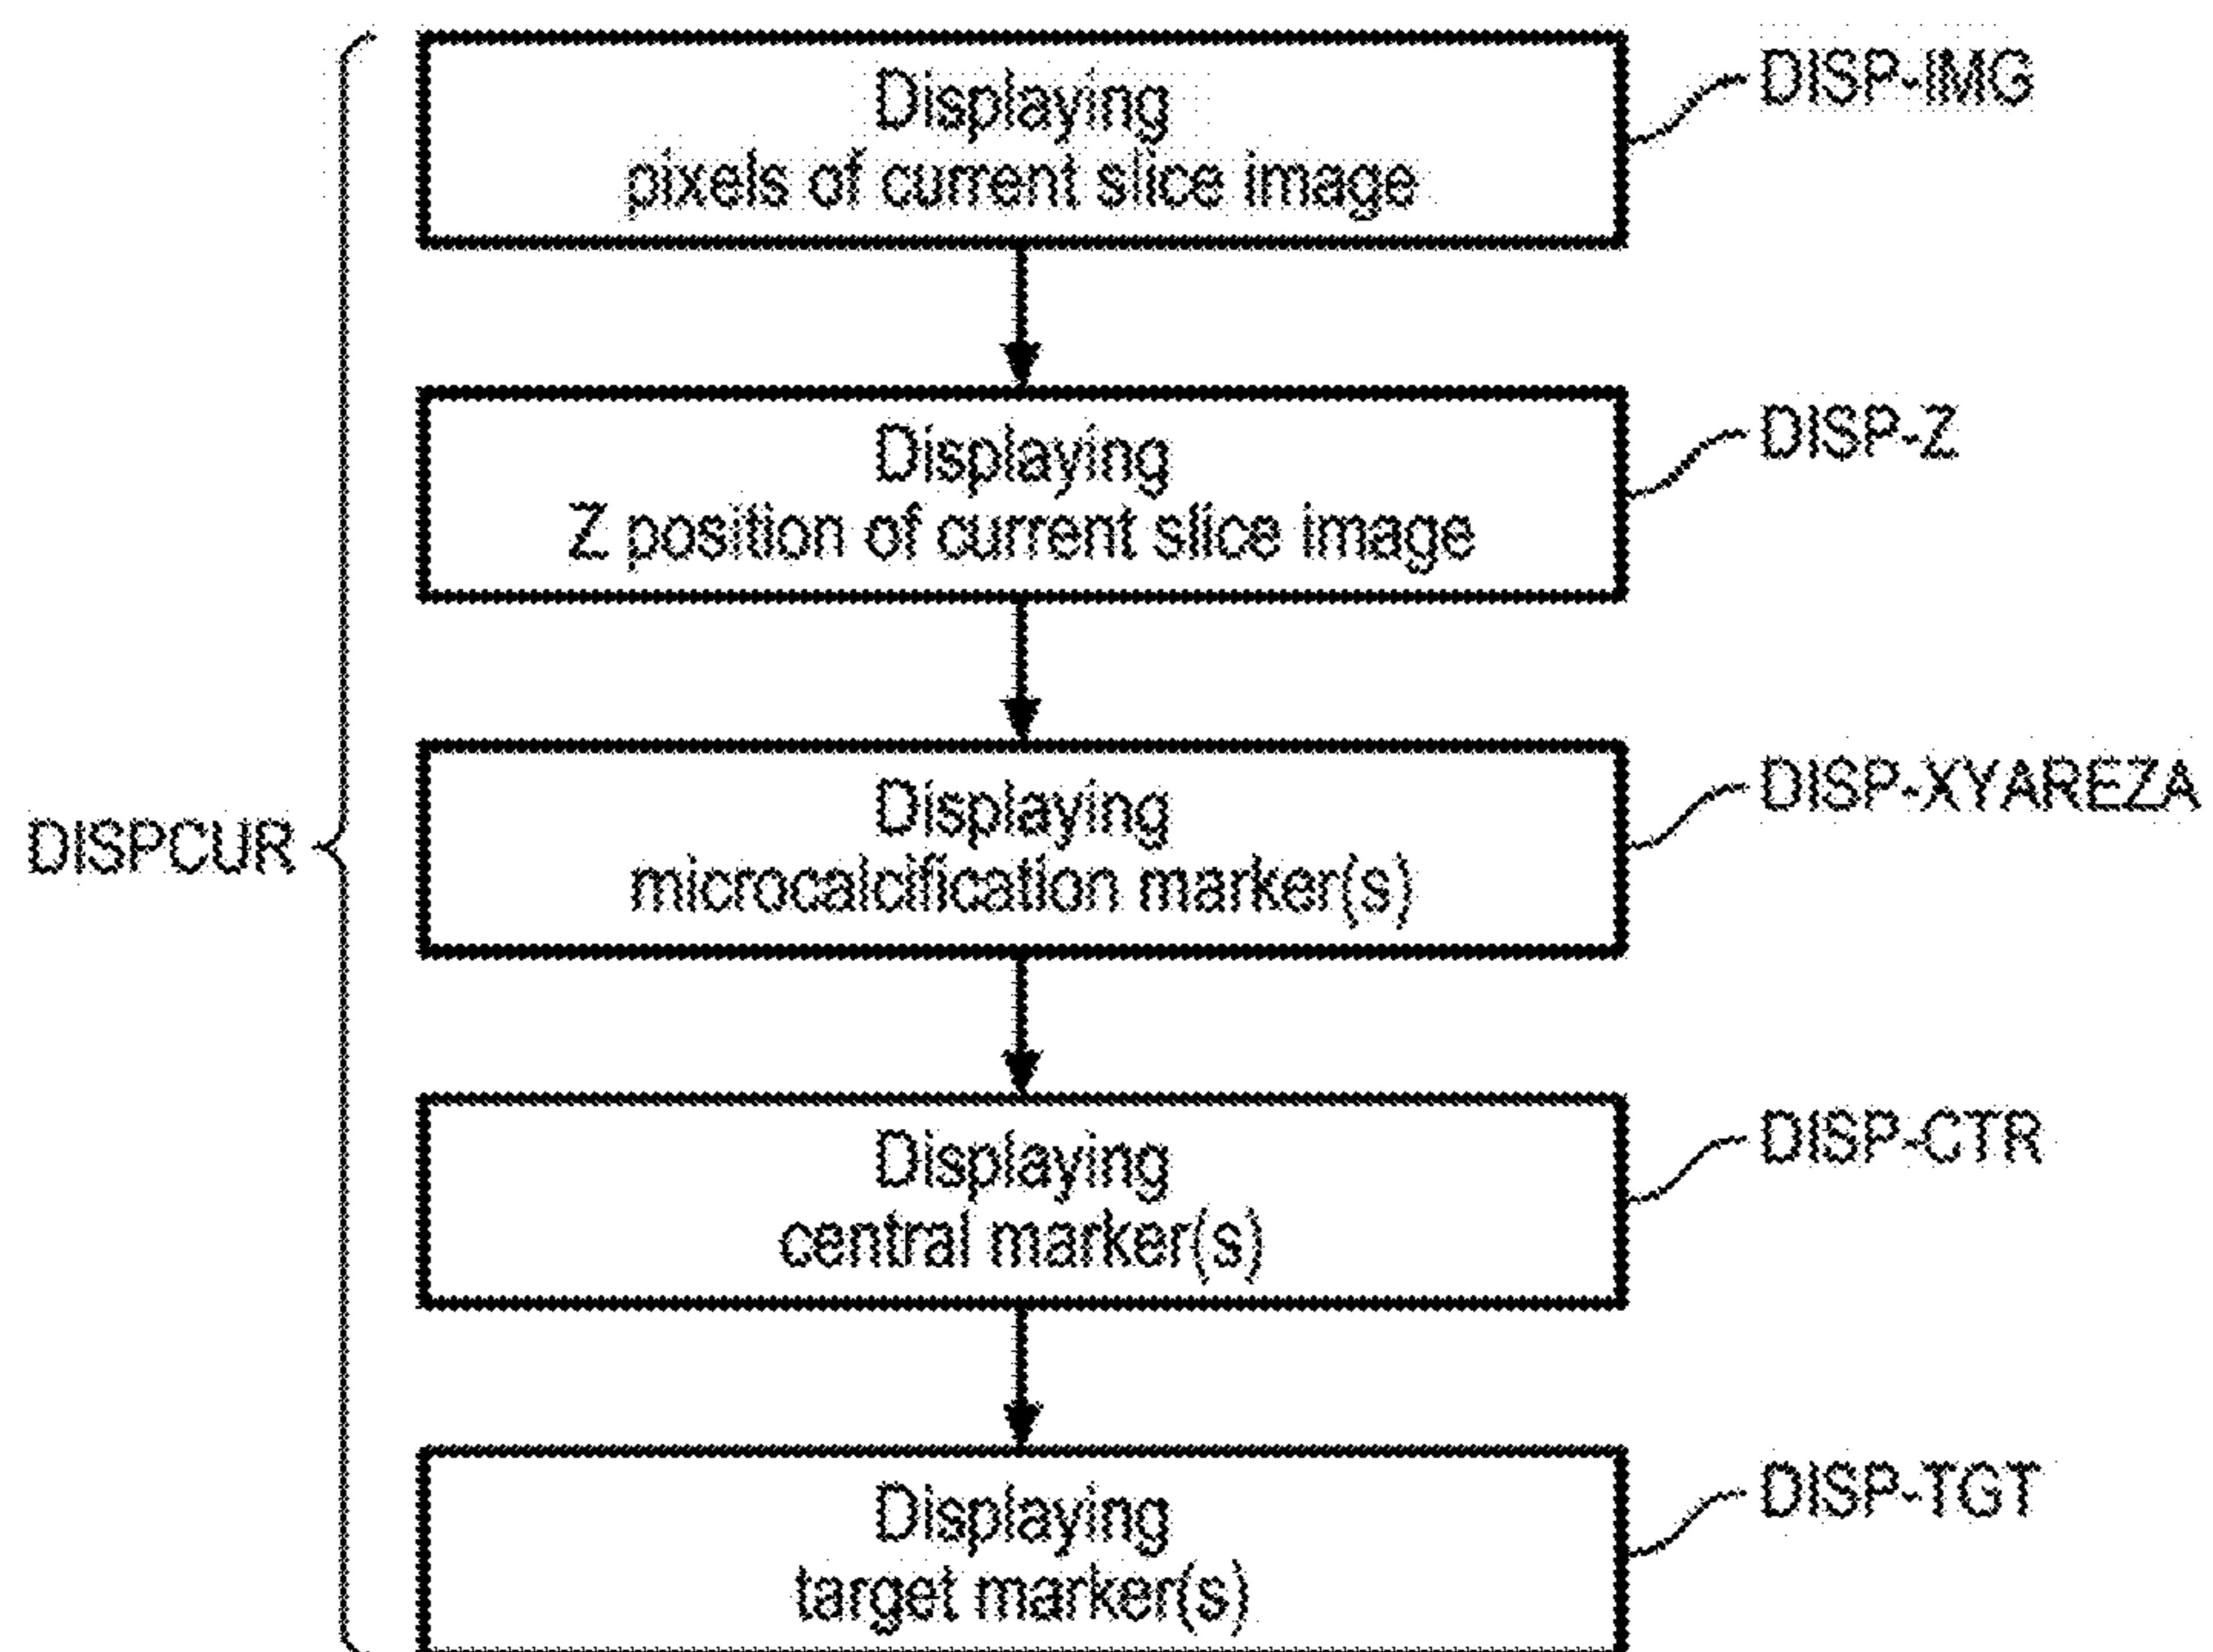 Displaying
pixels of current slice image
DISP-IMG
Displaying
Z position of current slice image
DISP-Z
DISPCUR
Displaying
microcalcification marker(s)
DISP-XYAREZA
Displaying
central marker(s)
DISP-CTR
Displaying
target marker(s)
DISP-TGT